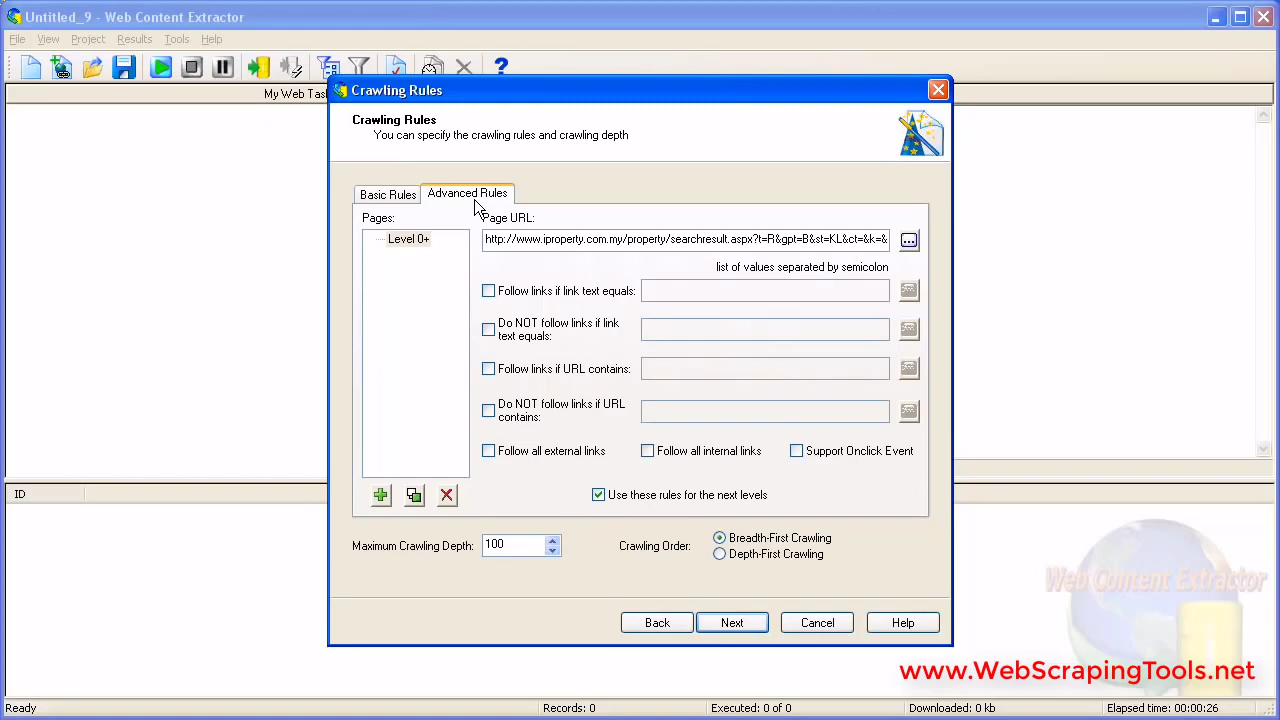 Untitled_9 - Web Content Extractor
File View Project Results Tools Help
My Web Tas
Crawling Rules
Crawling Rules
You can specify the crawling rules and crawling depth
Basic Rules
Advanced Rules
Pages:
Page URL:
Level 0+
http://www.iproperty.com.my/property/searchresult.aspx?t=R&gpt=B&st=KL&ct=&k=&
list of values separated by semicolon
Follow links if link text equals:
Do NOT follow links if link
text equals:
Follow links if URL contains:
Do NOT follow links if URL
contains:
Follow all external links
Follow all internal links
Support Onclick Event
Use these rules for the next levels
Maximum Crawling Depth:
100
Crawling Order:
Breadth-First Crawling
Depth-First Crawling
Back
Next
Cancel
Help
ID
Web Content Extractor
www.WebScrapingTools.net
Ready
Records: 0
Executed: 0 of 0
Downloaded: 0 kb
Elapsed time: 00:00:26